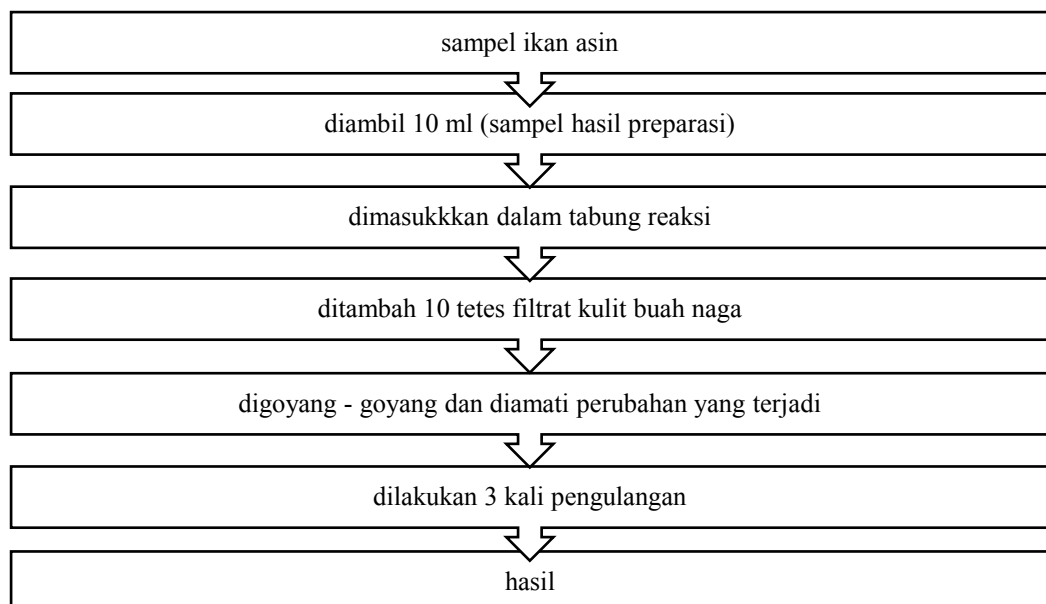 sampel ikan asin
diambil 10 ml (sampel hasil preparasi)
dimasukkkan dalam tabung reaksi
ditambah 10 tetes filtrat kulit buah naga
digoyang - goyang dan diamati perubahan yang terjadi
dilakukan 3 kali pengulangan
hasil